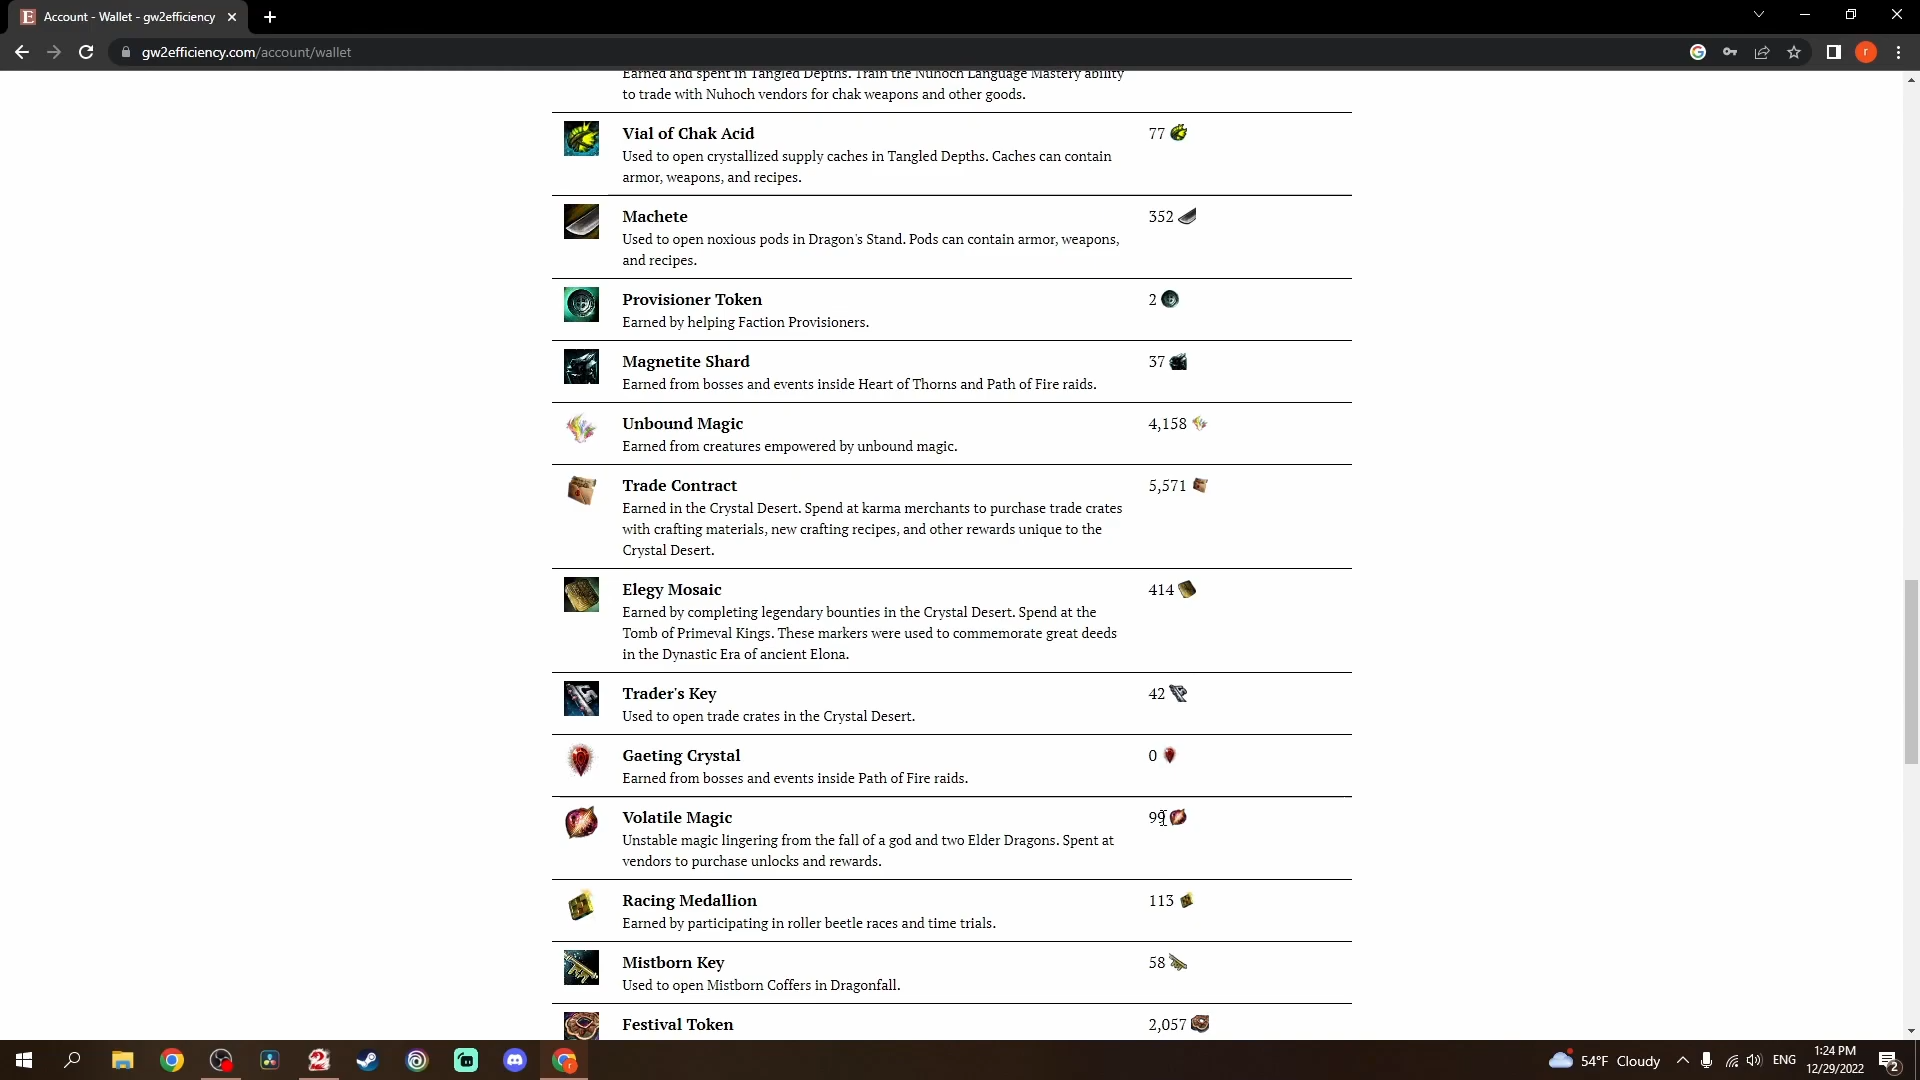 Account - Wallet - gw2efficiency
gw2efficiency.com/account/wallet
r
Earned and spent in Tangled Depths. Train the Nuhoch Language Mastery ability
to trade with Nuhoch vendors for chak weapons and other goods.
Vial of Chak Acid
77
Used to open crystallized supply caches in Tangled Depths. Caches can contain
armor, weapons, and recipes.
Machete
352
Used to open noxious pods in Dragon's Stand. Pods can contain armor, weapons,
and recipes.
Provisioner Token
2
Earned by helping Faction Provisioners.
Magnetite Shard
37
Earned from bosses and events inside Heart of Thorns and Path of Fire raids.
Unbound Magic
4,158
Earned from creatures empowered by unbound magic.
Trade Contract
5,571
Earned in the Crystal Desert. Spend at karma merchants to purchase trade crates
with crafting materials, new crafting recipes, and other rewards unique to the
Crystal Desert.
Elegy Mosaic
414
Earned by completing legendary bounties in the Crystal Desert. Spend at the
Tomb of Primeval Kings. These markers were used to commemorate great deeds
in the Dynastic Era of ancient Elona.
Trader's Key
42
Used to open trade crates in the Crystal Desert.
Gaeting Crystal
0
Earned from bosses and events inside Path of Fire raids.
Volatile Magic
99
Unstable magic lingering from the fall of a god and two Elder Dragons. Spent at
vendors to purchase unlocks and rewards.
Racing Medallion
113
Earned by participating in roller beetle races and time trials.
Mistborn Key
58
Used to open Mistborn Coffers in Dragonfall.
Festival Token
2,057
54°F Cloudy
ENG
1:24 PM
12/29/2022
2